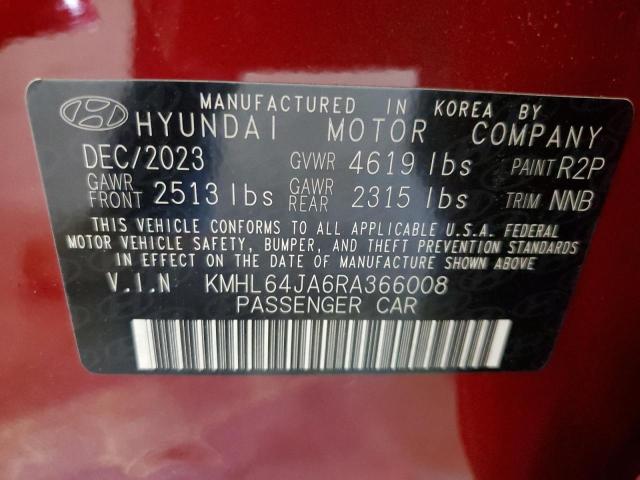 MANUFACTURED IN KOREA BY
HYUNDAI MOTOR COMPANY
DEC/2023 GVWR 4619 lbs PAINT R2P
GAWR FRONT 2513 lbs GAWR REAR 2315 lbs TRIM NNB
THIS VEHICLE CONFORMS TO ALL APPLICABLE U.S.A. FEDERAL
MOTOR VEHICLE SAFETY, BUMPER, AND THEFT PREVENTION STANDARDS
IN EFFECT ON THE DATE OF MANUFACTURE SHOWN ABOVE.
V.I.N KMHL64JA6RA366008
PASSENGER CAR